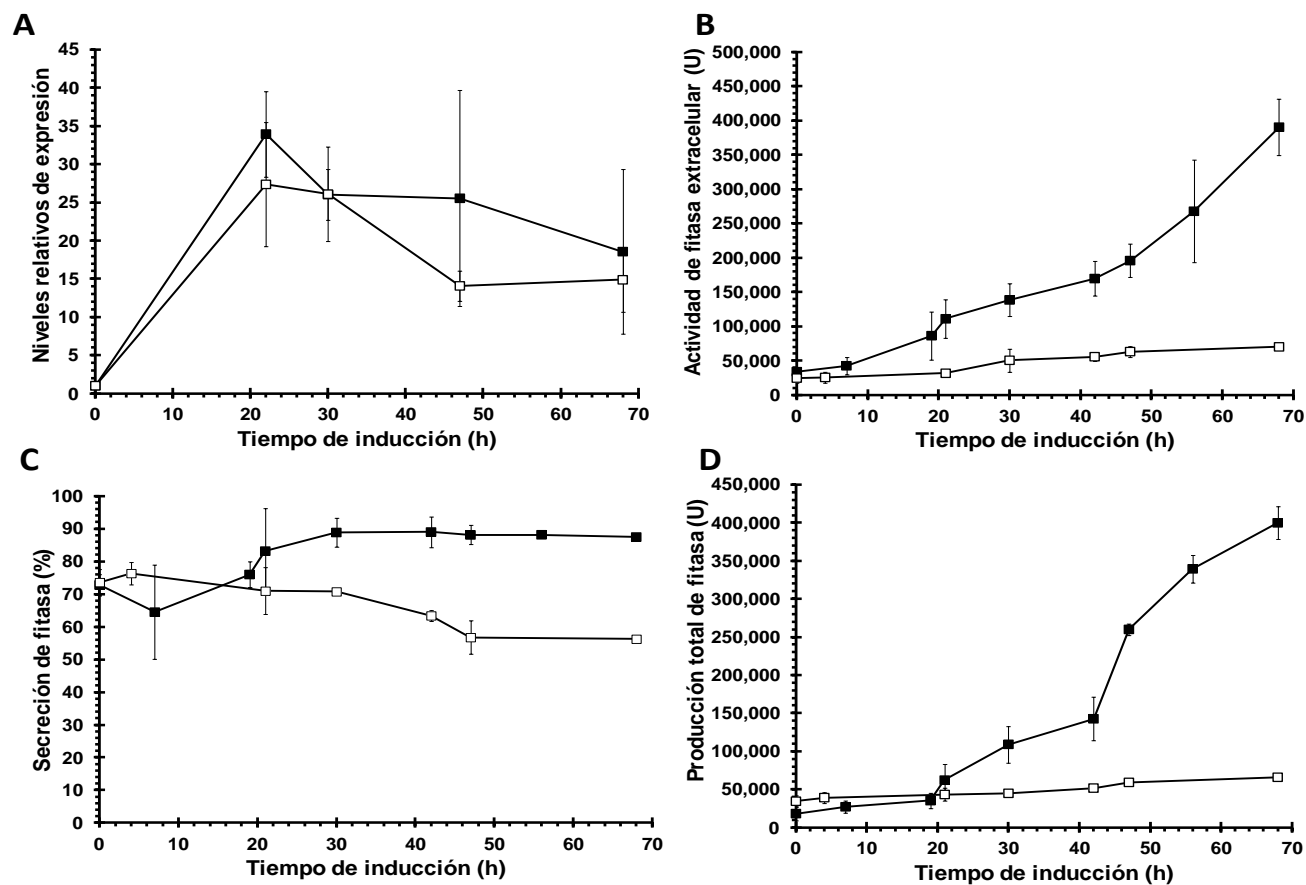 A
Niveles relativos de expresión
45
40
35
30
25
20
15
10
5
0
0 10 20 30 40 50 60 70
Tiempo de inducción (h)
B
Actividad de fitasa extracelular (U)
500,000
450,000
400,000
350,000
300,000
250,000
200,000
150,000
100,000
50,000
0
0 10 20 30 40 50 60 70
Tiempo de inducción (h)
C
Secreción de fitasa (%)
100
90
80
70
60
50
40
30
20
10
0
0 10 20 30 40 50 60 70
Tiempo de inducción (h)
D
Producción total de fitasa (U)
450,000
400,000
350,000
300,000
250,000
200,000
150,000
100,000
50,000
0
0 10 20 30 40 50 60 70
Tiempo de inducción (h)